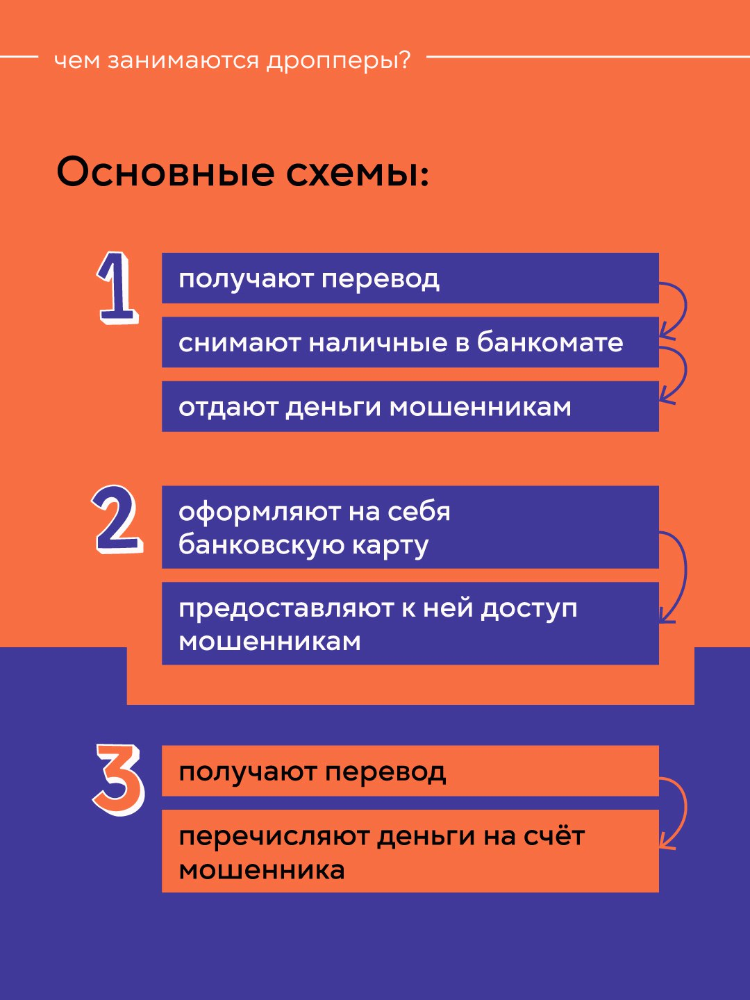 чем занимаются дропперы?
Основные схемы:
1
получают перевод
снимают наличные в банкомате
отдают деньги мошенникам
2
оформляют на себя
банковскую карту
предоставляют к ней доступ
мошенникам
3
получают перевод
перечисляют деньги на счёт
мошенника